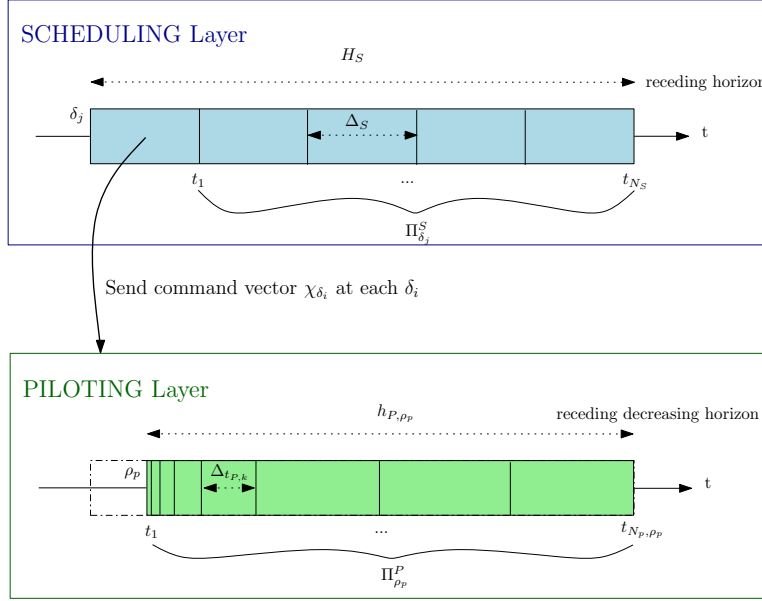 SCHEDULING Layer
H_S
receding horizon
δ_j
Δ_S
t
t_1 ... t_{N_S}
Π^S_{δ_j}
Send command vector χ_{δ_i} at each δ_i
PILOTING Layer
h_{P,ρ_p}
receding decreasing horizon
ρ_p
Δ_{t_{P,k}}
t
t_1 ... t_{N_p,ρ_p}
Π^P_{ρ_p}